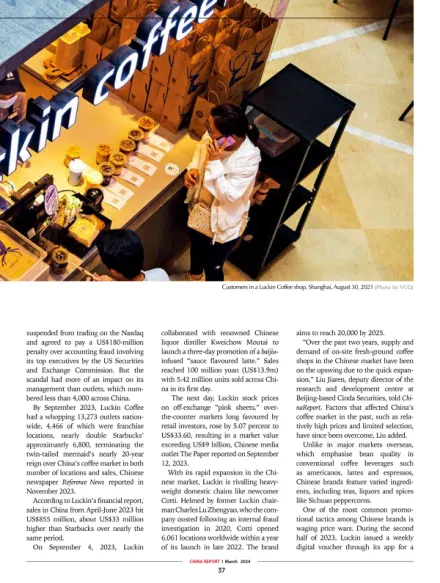 kin coffee
kin coffee
Customers in a Luckin Coffee shop, Shanghai, August 30, 2021 (Photo by VCG)
suspended from trading on the Nasdaq
and agreed to pay a US$180-million
penalty over accounting fraud involving
its top executives by the US Securities
and Exchange Commission. But the
scandal had more of an impact on its
management than outlets, which num-
bered less than 4,000 across China.
By September 2023, Luckin Coffee
had a whopping 13,273 outlets nation-
wide, 4,466 of which were franchise
locations, nearly double Starbucks'
approximately 6,800, terminating the
twin-tailed mermaid's nearly 20-year
reign over China's coffee market in both
number of locations and sales, Chinese
newspaper Reference News reported in
November 2023.
According to Luckin's financial report,
sales in China from April-June 2023 hit
US$855 million, about US$33 million
higher than Starbucks over nearly the
same period.
On September 4, 2023, Luckin
collaborated with renowned Chinese
liquor distiller Kweichow Moutai to
launch a three-day promotion of a baijiu-
infused "sauce flavoured latte." Sales
reached 100 million yuan (US$13.9m)
with 5.42 million units sold across Chi-
na in its first day.
The next day, Luckin stock prices
on off-exchange "pink sheets," over-
the-counter markets long favoured by
retail investors, rose by 5.07 percent to
US$33.60, resulting in a market value
exceeding US$9 billion, Chinese media
outlet The Paper reported on September
12, 2023.
With its rapid expansion in the Chi-
nese market, Luckin is rivalling heavy-
weight domestic chains like newcomer
Cotti. Helmed by former Luckin chair-
man Charles Lu Zhengyao, who the com-
pany ousted following an internal fraud
investigation in 2020, Cotti opened
6,061 locations worldwide within a year
of its launch in late 2022. The brand
aims to reach 20,000 by 2025.
"Over the past two years, supply and
demand of on-site fresh-ground coffee
shops in the Chinese market have been
on the upswing due to the quick expan-
sion," Liu Jiaren, deputy director of the
research and development centre at
Beijing-based Cinda Securities, told Chi-
naReport. Factors that affected China's
coffee market in the past, such as rela-
tively high prices and limited selection,
have since been overcome, Liu added.
Unlike in major markets overseas,
which emphasise bean quality in
conventional coffee beverages such
as americanos, lattes and espressos,
Chinese brands feature varied ingredi-
ents, including teas, liquors and spices
like Sichuan peppercorns.
One of the most common promo-
tional tactics among Chinese brands is
waging price wars. During the second
half of 2023, Luckin issued a weekly
digital voucher through its app for a
CHINA REPORT I March 2024
37